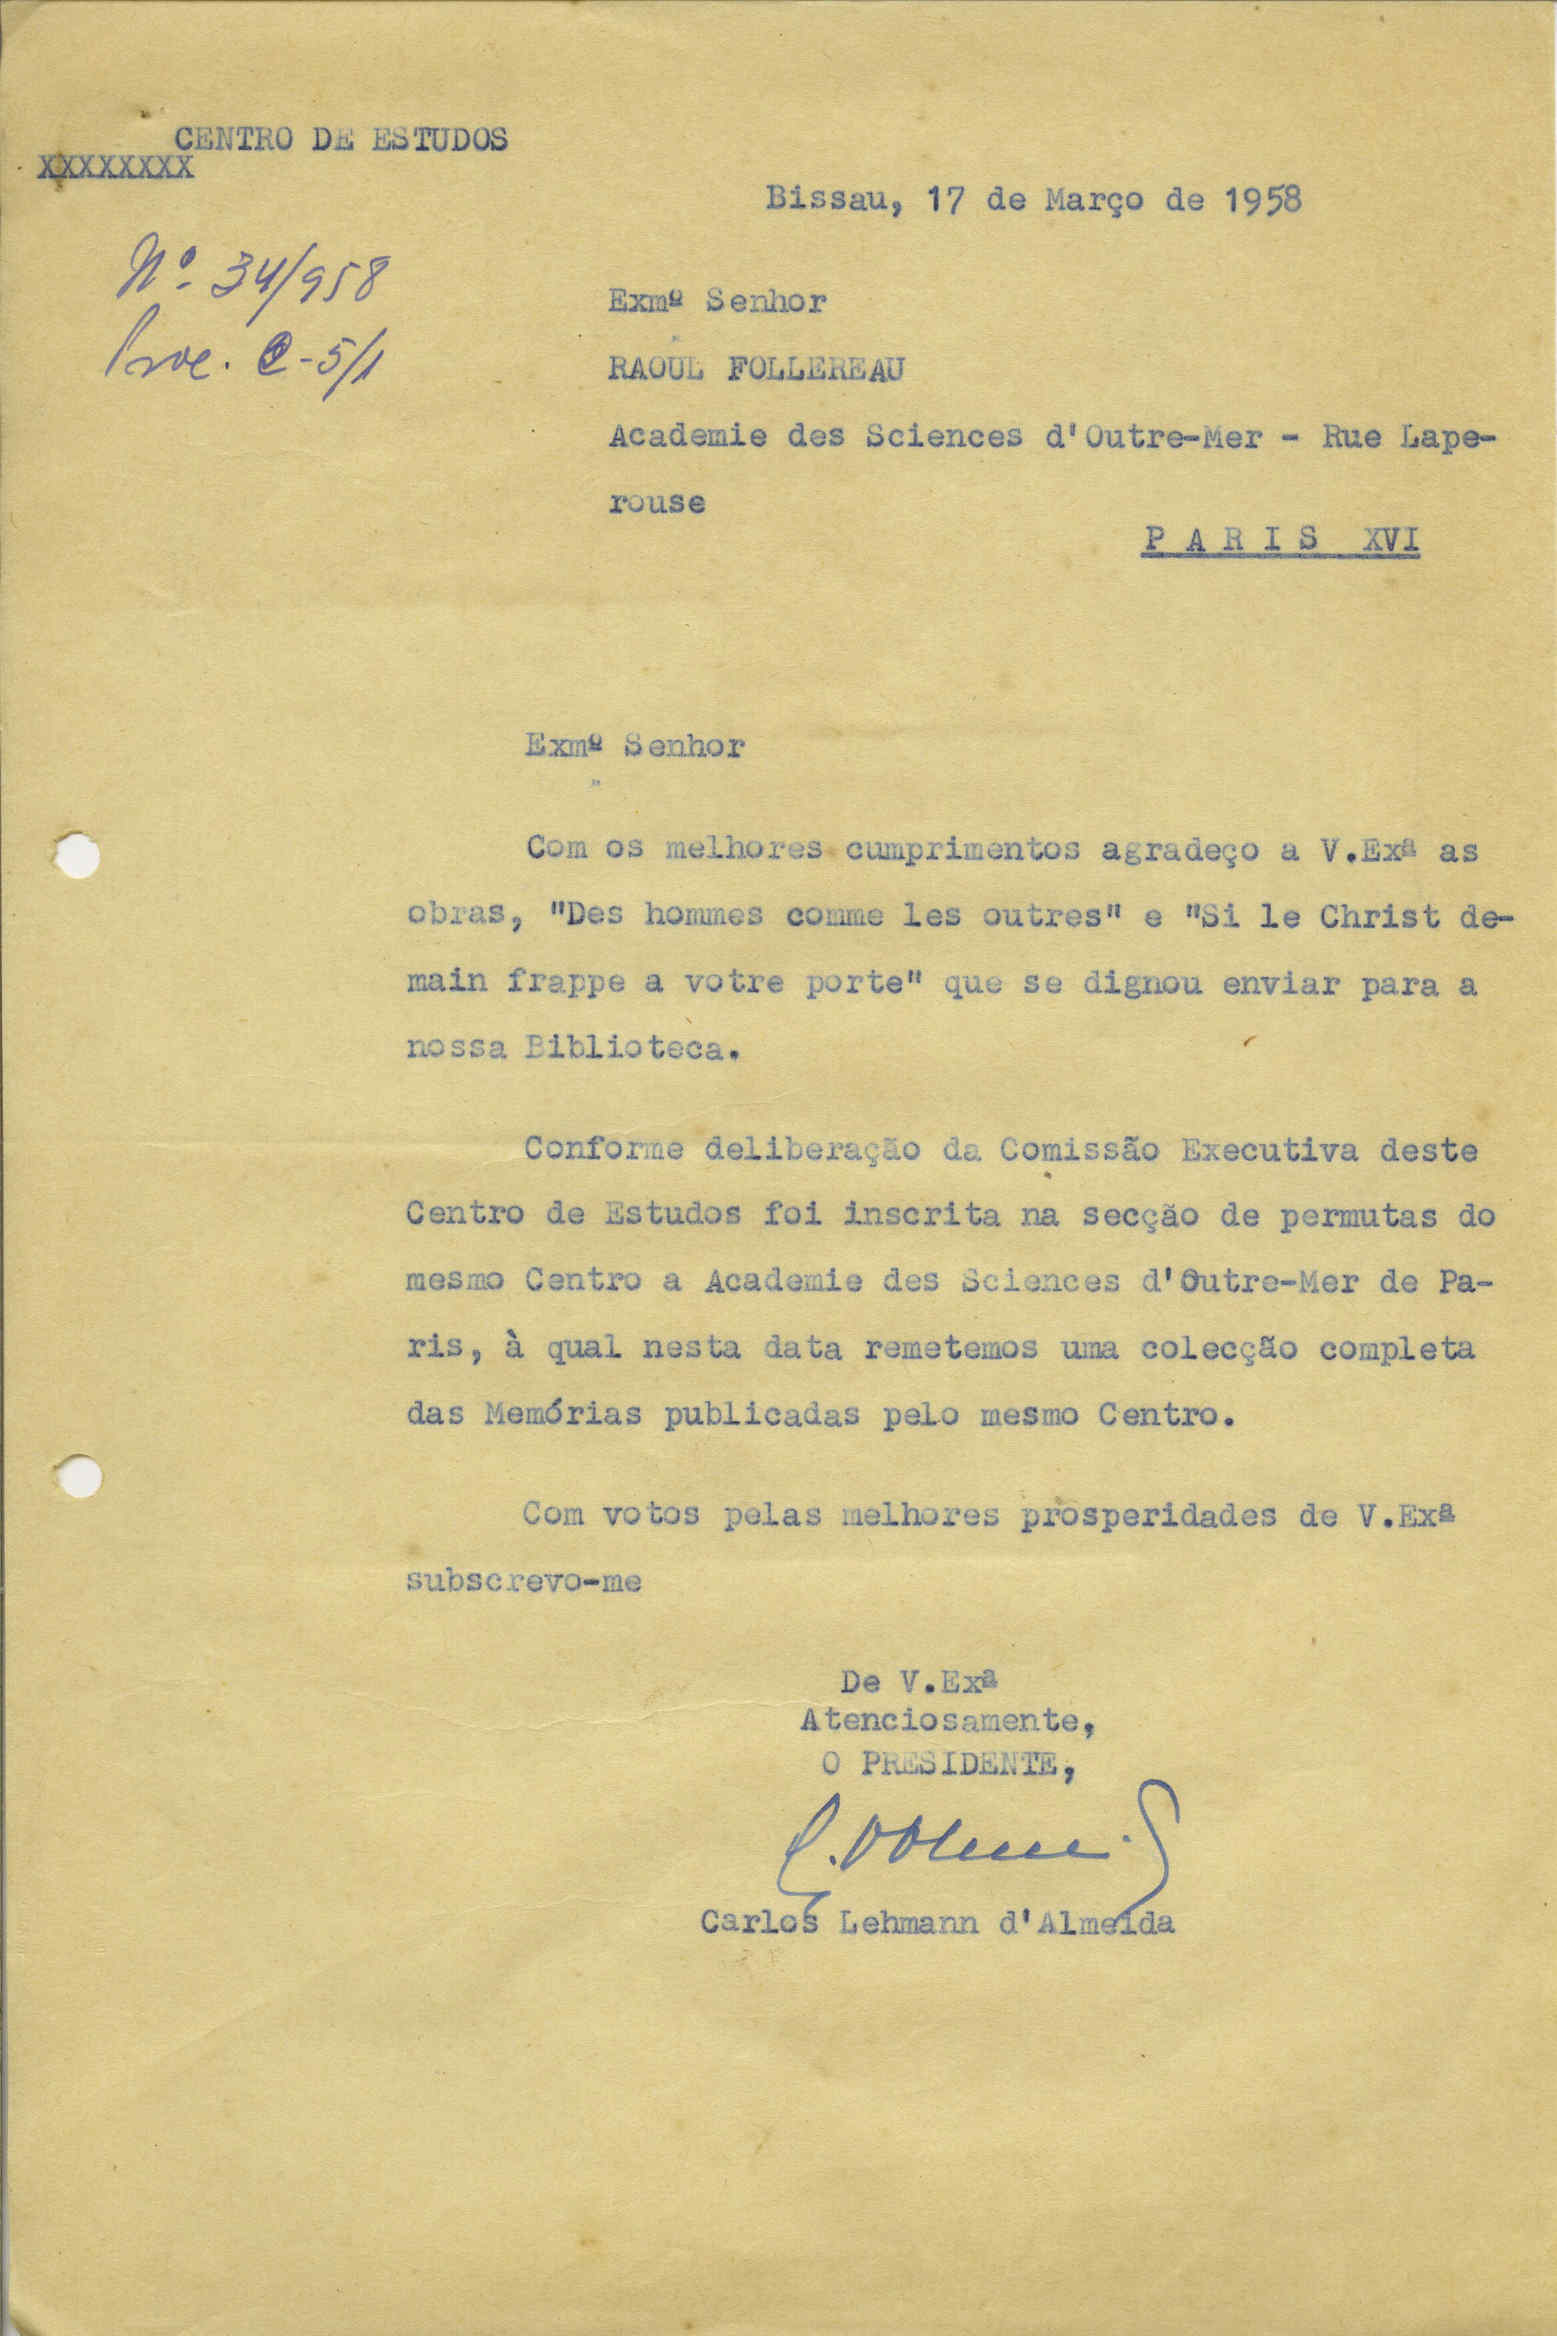 CENTRO DE ESTUDOS
XXXXXXXX
Bissau, 17 de Março de 1958
Nº 34/958
Proc. C-5/1
Exmº Senhor
RAOUL FOLLEREAU
Academie des Sciences d'Outre-Mer - Rue Lape-
rouse
P A R I S XVI
Exmº Senhor
Com os melhores cumprimentos agradeço a V.Exª as
obras, "Des hommes comme les outres" e "Si le Christ de-
main frappe a votre porte" que se dignou enviar para a
nossa Biblioteca.
Conforme deliberação da Comissão Executiva deste
Centro de Estudos foi inscrita na secção de permutas do
mesmo Centro a Academie des Sciences d'Outre-Mer de Pa-
ris, à qual nesta data remetemos uma colecção completa
das Memórias publicadas pelo mesmo Centro.
Com votos pelas melhores prosperidades de V.Exª
subscrevo-me
De V.Exª
Atenciosamente,
O PRESIDENTE,
Carlos Lehmann d'Almeida